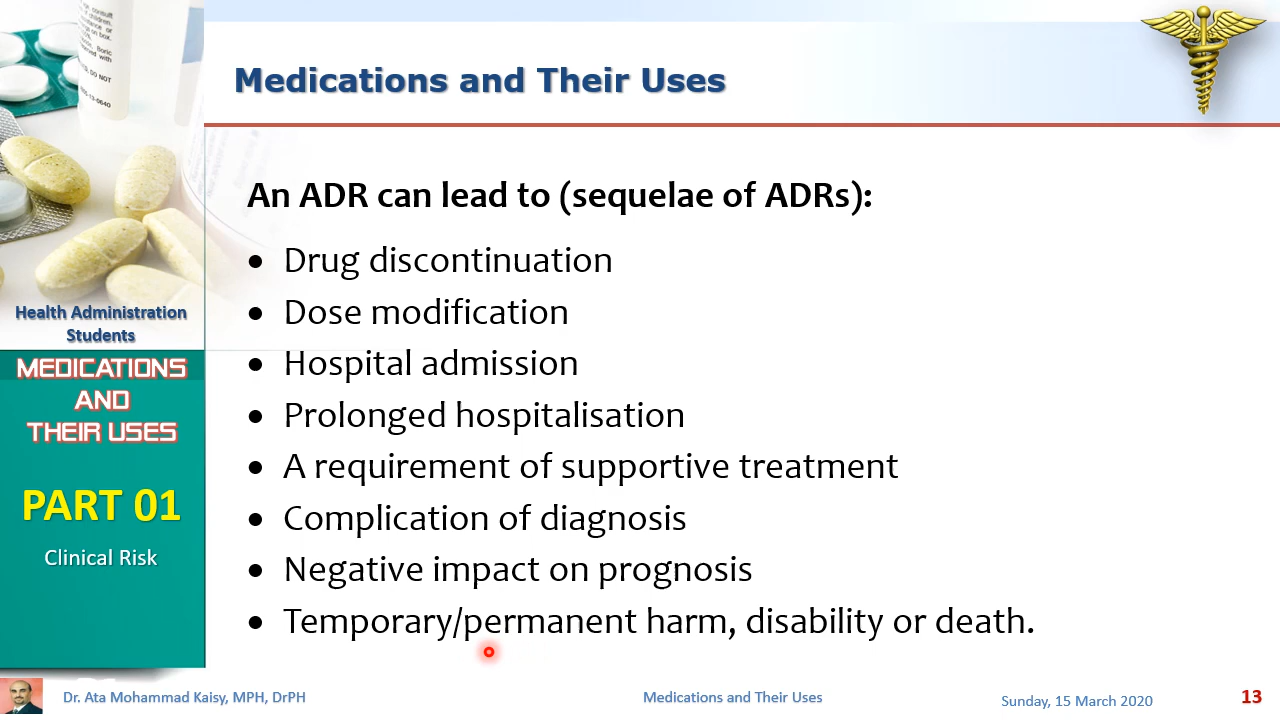 Medications and Their Uses
An ADR can lead to (sequelae of ADRs):
• Drug discontinuation
• Dose modification
• Hospital admission
• Prolonged hospitalisation
• A requirement of supportive treatment
• Complication of diagnosis
• Negative impact on prognosis
• Temporary/permanent harm, disability or death.
Health Administration
Students
MEDICATIONS
AND
THEIR USES
PART 01
Clinical Risk
Dr. Ata Mohammad Kaisy, MPH, DrPH
Medications and Their Uses
Sunday, 15 March 2020
13